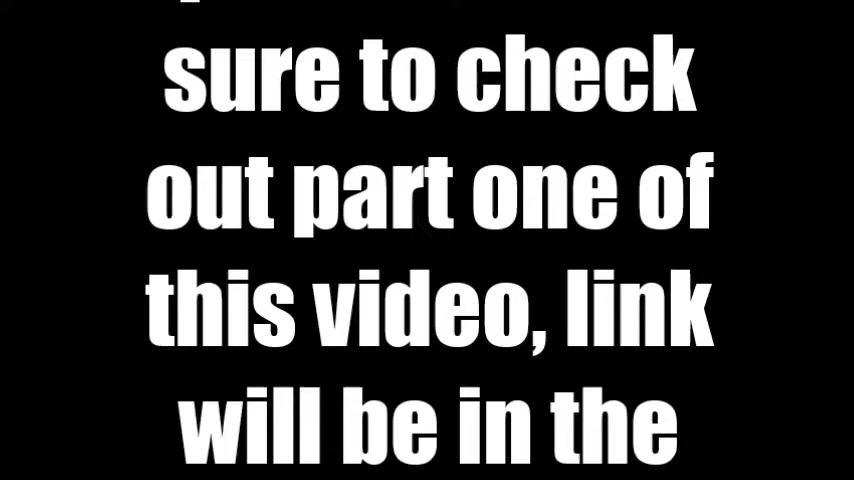 sure to check
out part one of
this video, link
will be in the